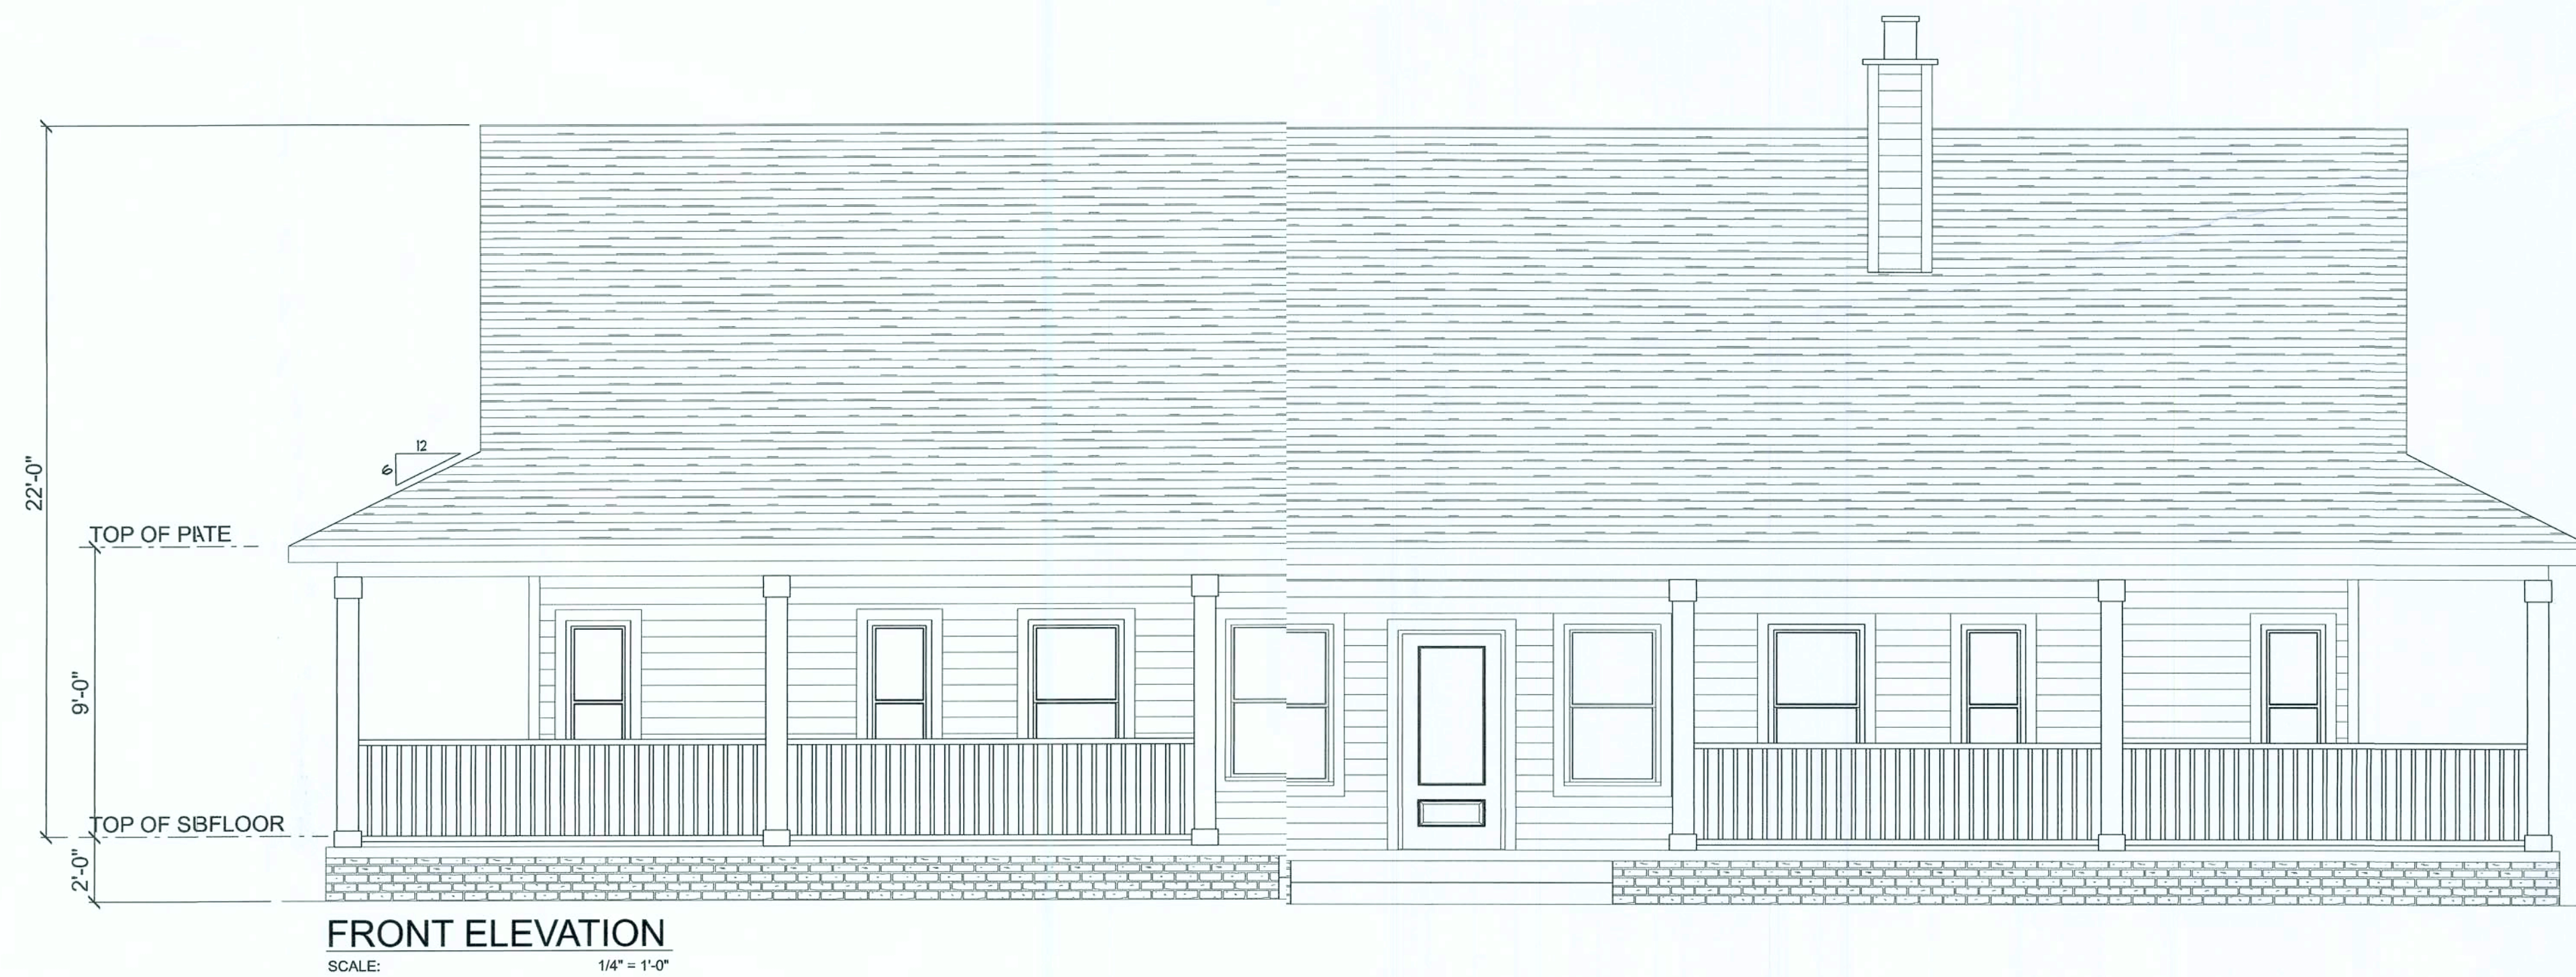 12
6
22'-0"
TOP OF PLATE
9'-0"
TOP OF SBFLOOR
2'-0"
FRONT ELEVATION
SCALE: 1/4" = 1'-0"